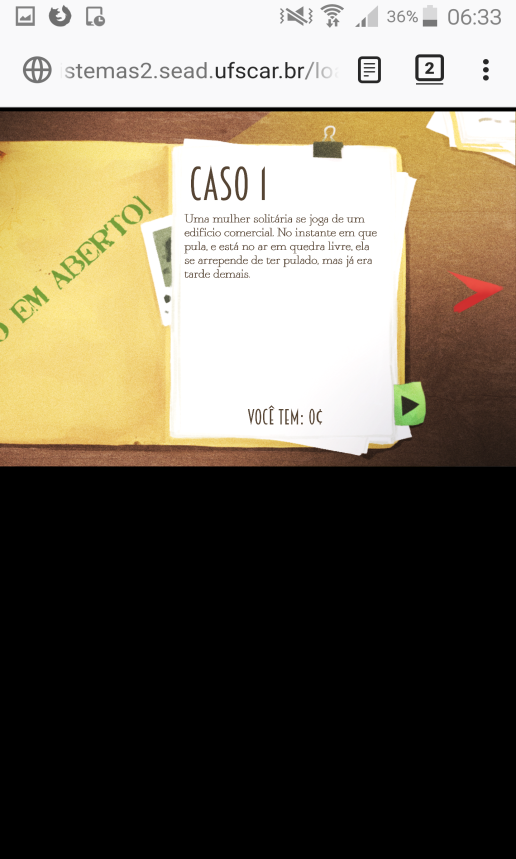 36% 06:33
stemas2.sead.ufscar.br/loa
2
CASO 1
Uma mulher solitária se joga de um
edifício comercial. No instante em que
pula, e está no ar em quedra livre, ela
se arrepende de ter pulado, mas já era
tarde demais.
O EM ABERTO!
VOCÊ TEM: 0¢